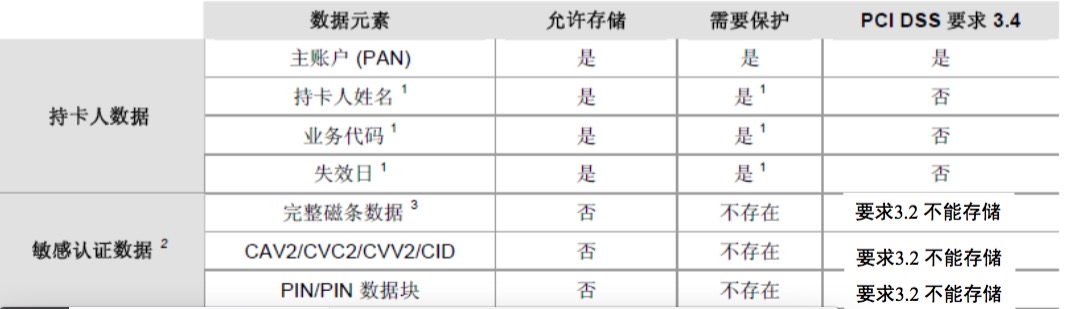 数据元素 允许存储 需要保护 PCI DSS 要求 3.4
持卡人数据
主账户 (PAN) 是 是 是
持卡人姓名 1 是 是 1 否
业务代码 1 是 是 1 否
失效日 1 是 是 1 否
敏感认证数据 2
完整磁条数据 3 否 不存在 要求3.2 不能存储
CAV2/CVC2/CVV2/CID 否 不存在 要求3.2 不能存储
PIN/PIN 数据块 否 不存在 要求3.2 不能存储